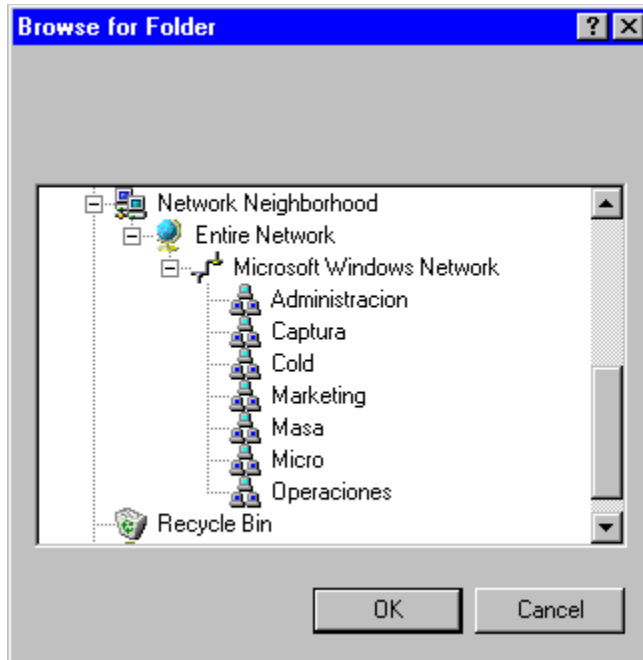 Browse for Folder
Network Neighborhood
Entire Network
Microsoft Windows Network
Administracion
Captura
Cold
Marketing
Masa
Micro
Operaciones
Recycle Bin
OK Cancel